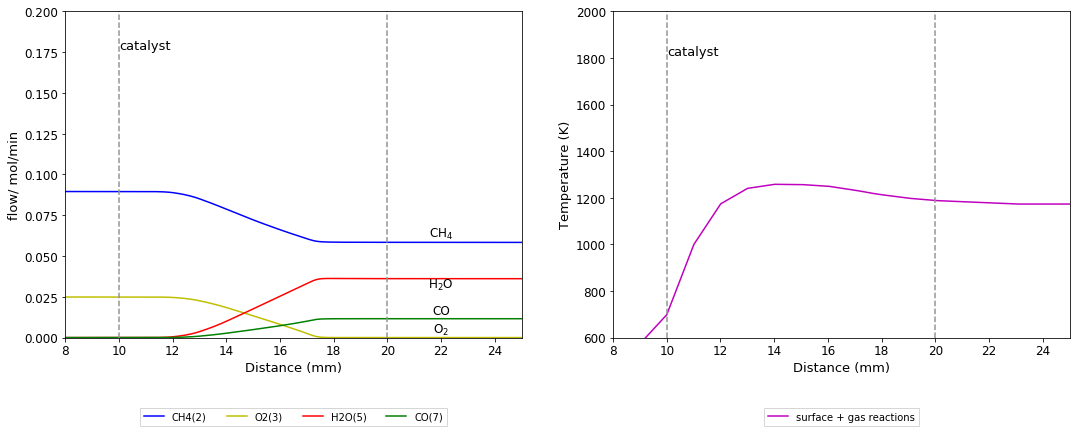 0.200
0.175
0.150
0.125
0.100
0.075
0.050
0.025
0.000
flow/ mol/min
catalyst
CH4
H2O
CO
O2
8 10 12 14 16 18 20 22 24
Distance (mm)
CH4(2) O2(3) H2O(5) CO(7)
2000
1800
1600
1400
1200
1000
800
600
Temperature (K)
catalyst
8 10 12 14 16 18 20 22 24
Distance (mm)
surface + gas reactions